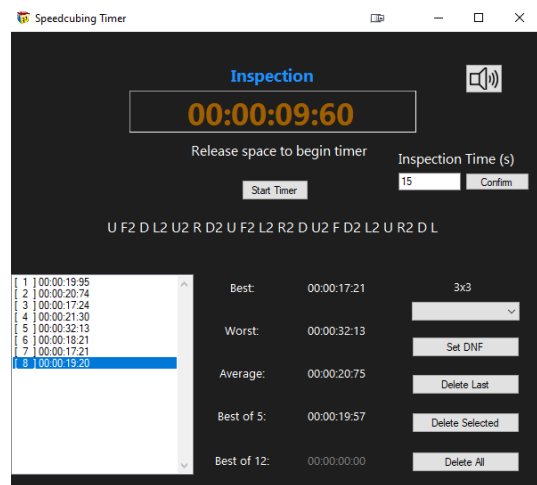 Speedcubing Timer
Inspection
00:00:09:60
Release space to begin timer
Inspection Time (s)
15
Confirm
Start Timer
U F2 D L2 U2 R D2 U F2 L2 R2 D U2 F D2 L2 U R2 D L
[ 1 ] 00:00:19:95
[ 2 ] 00:00:20:74
[ 3 ] 00:00:17:24
[ 4 ] 00:00:21:30
[ 5 ] 00:00:32:13
[ 6 ] 00:00:18:21
[ 7 ] 00:00:17:21
[ 8 ] 00:00:19:20
Best: 00:00:17:21
Worst: 00:00:32:13
Average: 00:00:20:75
Best of 5: 00:00:19:57
Best of 12: 00:00:00:00
3x3
Set DNF
Delete Last
Delete Selected
Delete All